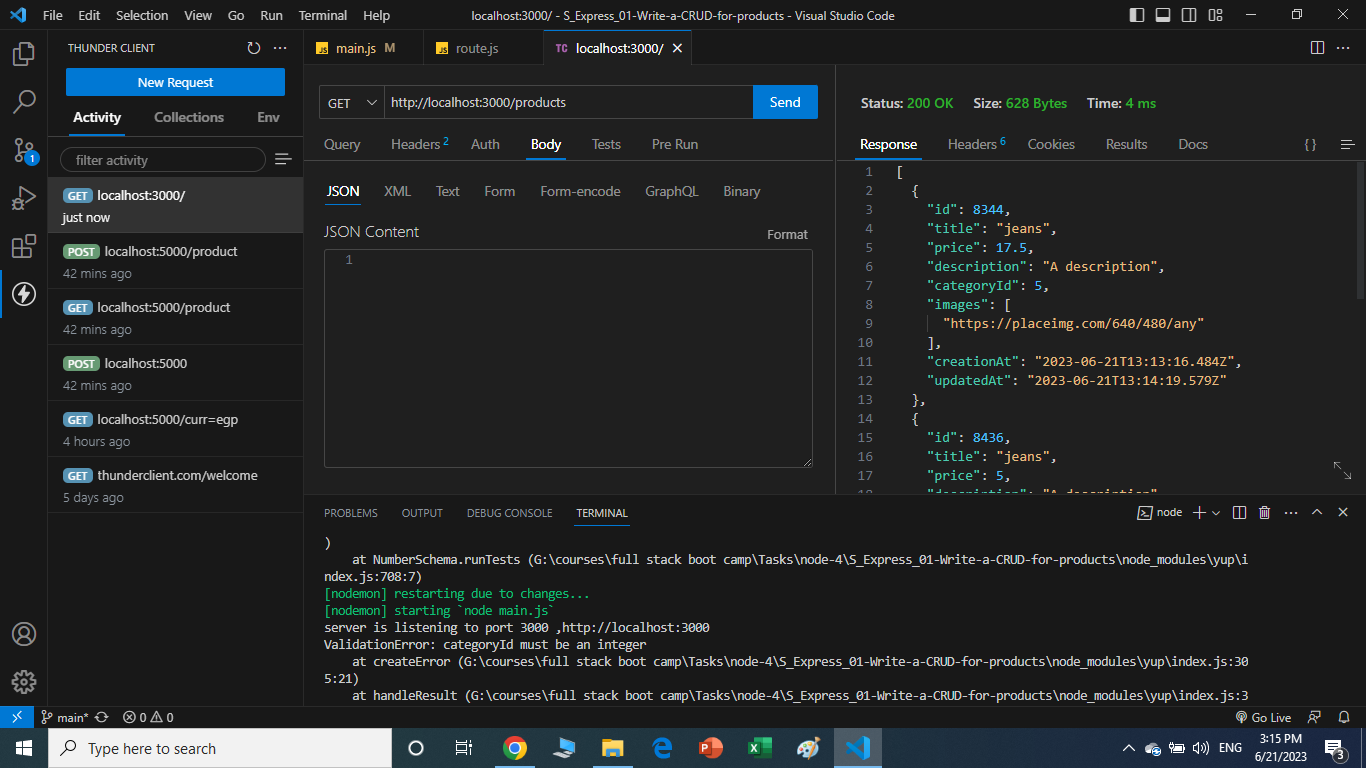 File Edit Selection View Go Run Terminal Help
localhost:3000/ - S_Express_01-Write-a-CRUD-for-products - Visual Studio Code
THUNDER CLIENT
New Request
Activity Collections Env
filter activity
GET localhost:3000/
just now
POST localhost:5000/product
42 mins ago
GET localhost:5000/product
42 mins ago
POST localhost:5000
42 mins ago
GET localhost:5000/curr=egp
4 hours ago
GET thunderclient.com/welcome
5 days ago
1
JS main.js M JS route.js TC localhost:3000/
GET http://localhost:3000/products Send
Query Headers 2 Auth Body Tests Pre Run
JSON XML Text Form Form-encode GraphQL Binary
JSON Content
Format
1
Status: 200 OK Size: 628 Bytes Time: 4 ms
Response Headers 6 Cookies Results Docs { }
1 [
2 {
3 "id": 8344,
4 "title": "jeans",
5 "price": 17.5,
6 "description": "A description",
7 "categoryId": 5,
8 "images": [
9 "https://placeimg.com/640/480/any"
10 ],
11 "creationAt": "2023-06-21T13:13:16.484Z",
12 "updatedAt": "2023-06-21T13:14:19.579Z"
13 },
14 {
15 "id": 8436,
16 "title": "jeans",
17 "price": 5,
18 "description": "A description"
PROBLEMS OUTPUT DEBUG CONSOLE TERMINAL
node
)
at NumberSchema.runTests (G:\courses\full stack boot camp\Tasks\node-4\S_Express_01-Write-a-CRUD-for-products\node_modules\yup\i
ndex.js:708:7)
[nodemon] restarting due to changes...
[nodemon] starting `node main.js`
server is listening to port 3000 ,http://localhost:3000
ValidationError: categoryId must be an integer
at createError (G:\courses\full stack boot camp\Tasks\node-4\S_Express_01-Write-a-CRUD-for-products\node_modules\yup\index.js:30
5:21)
at handleResult (G:\courses\full stack boot camp\Tasks\node-4\S_Express_01-Write-a-CRUD-for-products\node_modules\yup\index.js:3
main* 0 0
Go Live
Type here to search
ENG
3:15 PM
6/21/2023
3